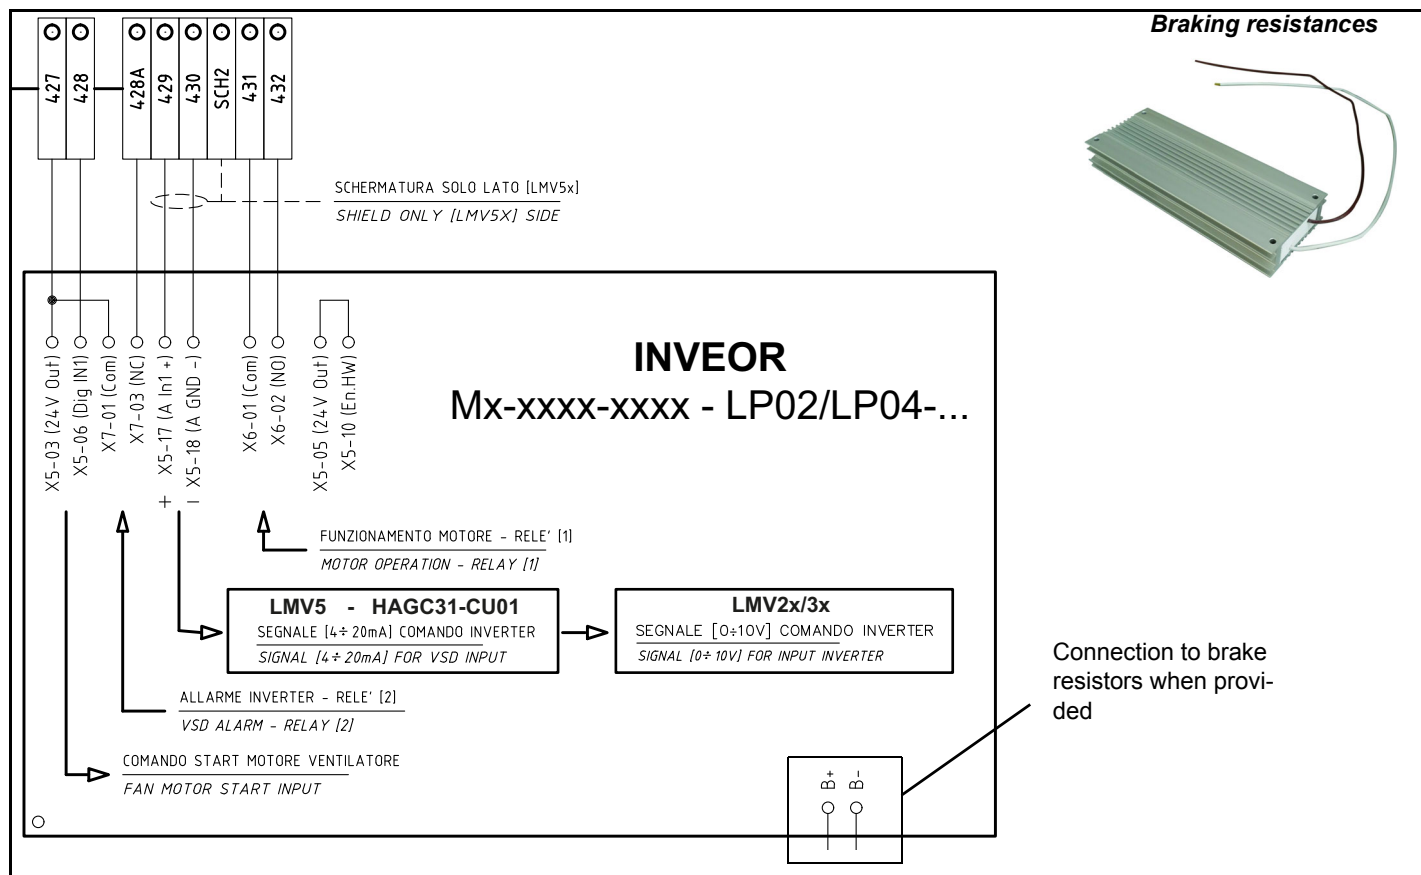 Braking resistances
427
428
428A
429
430
SCH2
431
432
SCHERMATURA SOLO LATO [LMV5x]
SHIELD ONLY [LMV5X] SIDE
INVEOR
Mx-xxxx-xxxx - LP02/LP04-...
X5-03 (24V Out)
X5-06 (Dig IN1)
X7-01 (Com)
X7-03 (NC)
+ X5-17 (A In1 +)
- X5-18 (A GND -)
X6-01 (Com)
X6-02 (NO)
X5-05 (24V Out)
X5-10 (En.HW)
FUNZIONAMENTO MOTORE - RELE' [1]
MOTOR OPERATION - RELAY [1]
LMV5 - HAGC31-CU01
SEGNALE [4÷20mA] COMANDO INVERTER
SIGNAL [4÷20mA] FOR VSD INPUT
LMV2x/3x
SEGNALE [0÷10V] COMANDO INVERTER
SIGNAL [0÷10V] FOR INPUT INVERTER
ALLARME INVERTER - RELE' [2]
VSD ALARM - RELAY [2]
COMANDO START MOTORE VENTILATORE
FAN MOTOR START INPUT
Connection to brake
resistors when provi-
ded
B+
B-